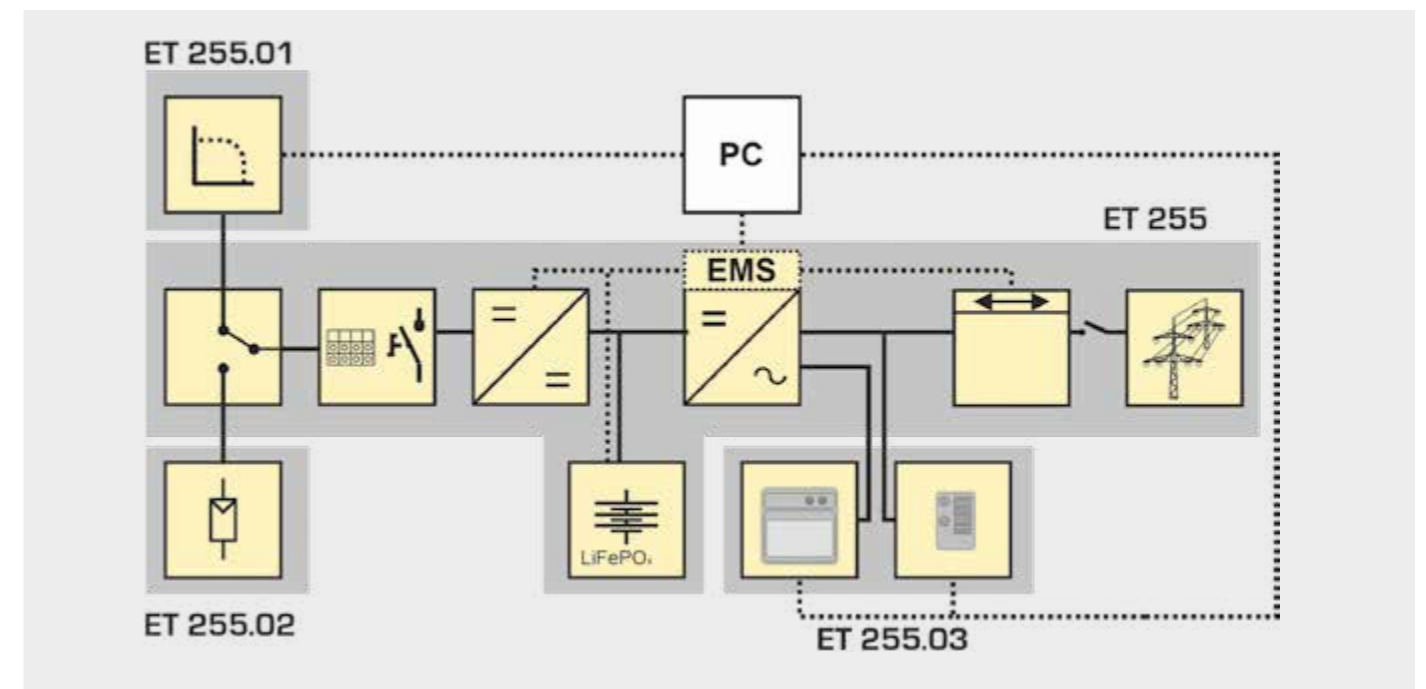 ET 255.01
PC
ET 255
EMS
LiFePO₄
ET 255.02
ET 255.03